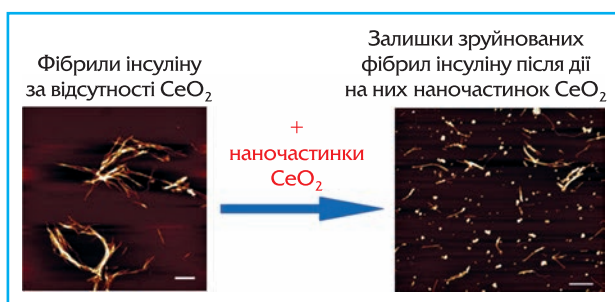 Фібрили інсуліну
за відсутності CeO₂
+
наночастинки
CeO₂
Залишки зруйнованих
фібрил інсуліну після дії
на них наночастинок CeO₂